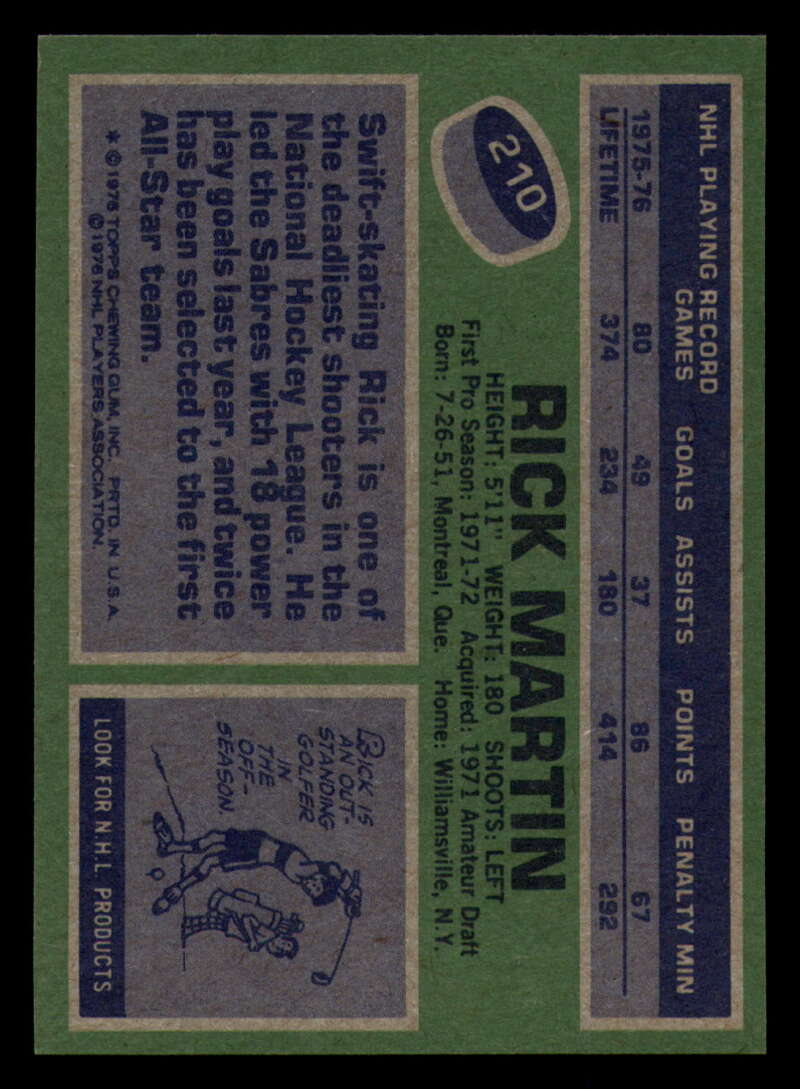 NHL PLAYING RECORD
GAMES GOALS ASSISTS POINTS PENALTY MIN
1975-76 80 49 37 86 67
LIFETIME 374 234 180 414 292
210
RICK MARTIN
HEIGHT: 5'11" WEIGHT: 180 SHOOTS: LEFT
First Pro Season: 1971-72 Acquired: 1971 Amateur Draft
Born: 7-26-51, Montreal, Que. Home: Williamsville, N.Y.
Swift-skating Rick is one of
the deadliest shooters in the
National Hockey League. He
led the Sabres with 18 power
play goals last year, and twice
has been selected to the first
All-Star team.
* © 1976 TOPPS CHEWING GUM, INC. PRTD. IN U.S.A.
© 1976 NHL PLAYERS ASSOCIATION.
RICK IS
AN OUT-
STANDING
GOLFER
IN
THE
OFF-
SEASON.
LOOK FOR N.H.L. PRODUCTS